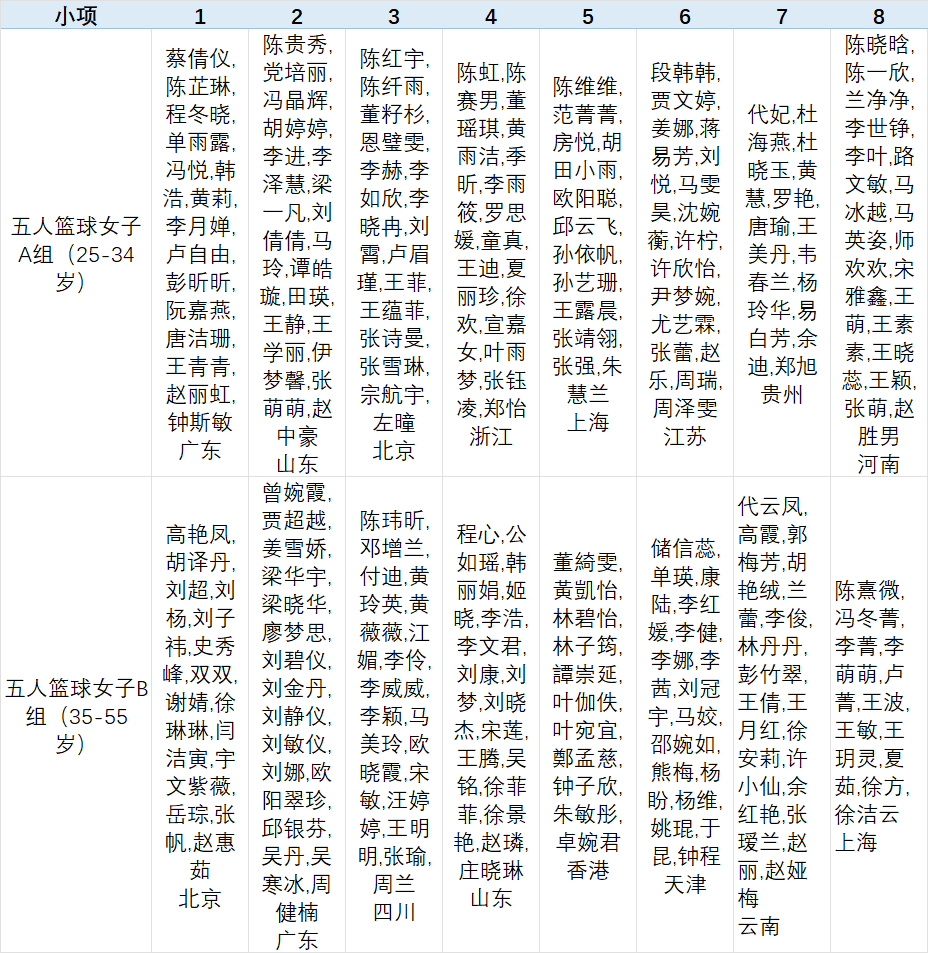 小项 1 2 3 4 5 6 7 8
五人篮球女子
A组（25-34
岁）
蔡倩仪,
陈芷琳,
程冬晓,
单雨露,
冯悦,韩
浩,黄莉,
李月婵,
卢自由,
彭昕昕,
阮嘉燕,
唐洁珊,
王青青,
赵丽虹,
钟斯敏
广东
陈贵秀,
党培丽,
冯晶辉,
胡婷婷,
李进,李
泽慧,梁
一凡,刘
倩倩,马
玲,谭皓
璇,田瑛,
王静,王
学丽,伊
梦馨,张
萌萌,赵
中豪
山东
陈红宇,
陈纤雨,
董籽杉,
恩璧雯,
李赫,李
如欣,李
晓冉,刘
霄,卢眉
瑾,王菲,
王蕴菲,
张诗曼,
张雪琳,
宗航宇,
左曈
北京
陈虹,陈
赛男,董
瑶琪,黄
雨洁,季
昕,李雨
筱,罗思
媛,童真,
王迪,夏
丽珍,徐
欢,宣嘉
女,叶雨
梦,张钰
凌,郑怡
浙江
陈维维,
范菁菁,
房悦,胡
田小雨,
欧阳聪,
邱云飞,
孙依帆,
孙艺珊,
王露晨,
张靖翎,
张强,朱
慧兰
上海
段韩韩,
贾文婷,
姜娜,蒋
易芳,刘
悦,马雯
昊,沈婉
蘅,许柠,
许欣怡,
尹梦婉,
尤艺霖,
张蕾,赵
乐,周瑞,
周泽雯
江苏
代妃,杜
海燕,杜
晓玉,黄
慧,罗艳,
唐瑜,王
美丹,韦
春兰,杨
玲华,易
白芳,余
迪,郑旭
贵州
陈晓晗,
陈一欣,
兰净净,
李世铮,
李叶,路
文敏,马
冰越,马
英姿,师
欢欢,宋
雅鑫,王
萌,王素
素,王晓
蕊,王颖,
张萌,赵
胜男
河南
五人篮球女子B
组（35-55
岁）
高艳凤,
胡译丹,
刘超,刘
杨,刘子
祎,史秀
峰,双双,
谢婧,徐
琳琳,闫
洁寅,宇
文紫薇,
岳琮,张
帆,赵惠
茹
北京
曾婉霞,
贾超越,
姜雪娇,
梁华宇,
梁晓华,
廖梦思,
刘碧仪,
刘金丹,
刘静仪,
刘敏仪,
刘娜,欧
阳翠珍,
邱银芬,
吴丹,吴
寒冰,周
健楠
广东
陈玮昕,
邓增兰,
付迪,黄
玲英,黄
薇薇,江
媚,李伶,
李威威,
李颖,马
美玲,欧
晓霞,宋
敏,汪婷
婷,王明
明,张瑜,
周兰
四川
程心,公
如瑶,韩
丽娟,姬
晓,李浩,
李文君,
刘康,刘
梦,刘晓
杰,宋莲,
王腾,吴
铭,徐菲
菲,徐景
艳,赵璘,
庄晓琳
山东
董綺雯,
黃凱怡,
林碧怡,
林子筠,
譚崇延,
叶伽佚,
叶宛宜,
鄭孟慈,
钟子欣,
朱敏彤,
卓婉君
香港
储信蕊,
单瑛,康
陆,李红
媛,李健,
李娜,李
茜,刘冠
宇,马姣,
邵婉如,
熊梅,杨
盼,杨维,
姚琨,于
昆,钟程
天津
代云凤,
高霞,郭
梅芳,胡
艳绒,兰
蕾,李俊,
林丹丹,
彭竹翠,
王倩,王
月红,徐
安莉,许
小仙,余
红艳,张
瑷兰,赵
丽,赵娅
梅
云南
陈熹微,
冯冬菁,
李菁,李
萌萌,卢
菁,王波,
王敏,王
玥灵,夏
茹,徐方,
徐洁云
上海